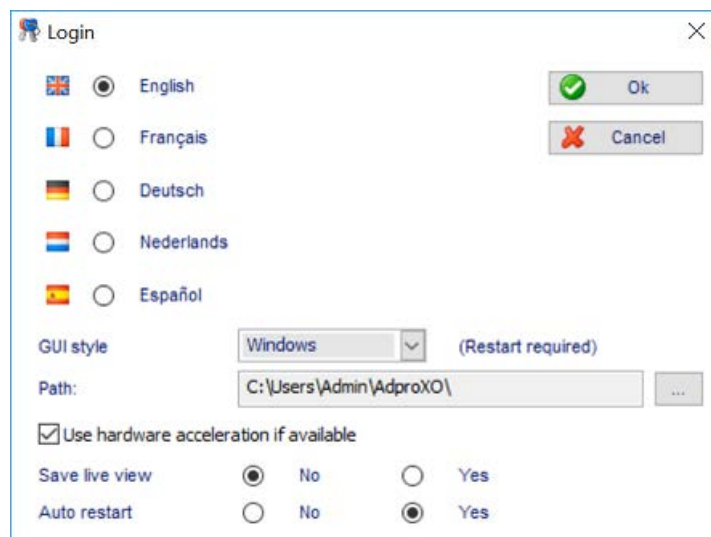 Login
English
Ok
Français
Cancel
Deutsch
Nederlands
Español
GUI style Windows (Restart required)
Path: C:\Users\Admin\AdproXO\ ...
Use hardware acceleration if available
Save live view No Yes
Auto restart No Yes